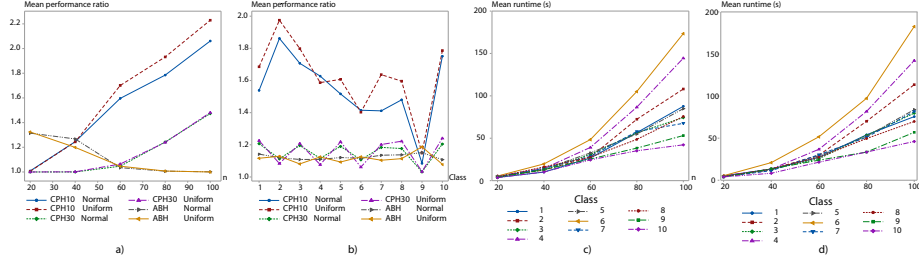 Mean performance ratio
2.2
2.0
1.8
1.6
1.4
1.2
1.0
20 40 60 80 100
n
CPH10 Normal CPH30 Uniform
CPH10 Uniform ABH Normal
CPH30 Normal ABH Uniform
a)
Mean performance ratio
2.0
1.8
1.6
1.4
1.2
1.0
1 2 3 4 5 6 7 8 9 10
Class
CPH10 Normal CPH30 Uniform
CPH10 Uniform ABH Normal
CPH30 Normal ABH Uniform
b)
Mean runtime (s)
200
150
100
50
0
20 40 60 80 100
n
Class
1 5 8
2 6 9
3 7 10
4
c)
Mean runtime (s)
200
150
100
50
0
20 40 60 80 100
n
Class
1 5 8
2 6 9
3 7 10
4
d)